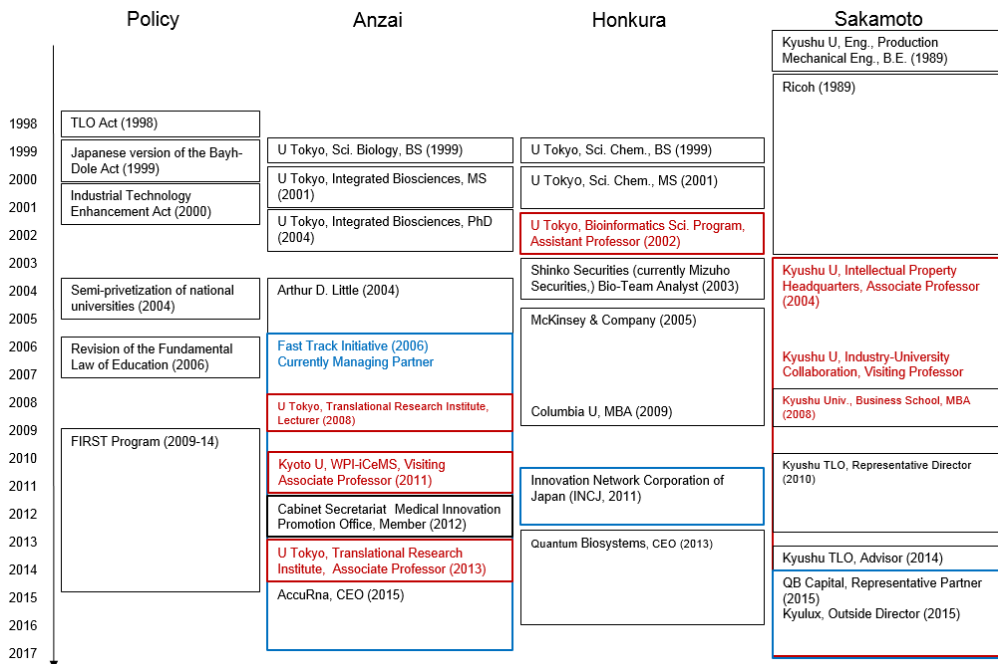 Policy
Anzai
Honkura
Sakamoto
1998
1999
2000
2001
2002
2003
2004
2005
2006
2007
2008
2009
2010
2011
2012
2013
2014
2015
2016
2017
TLO Act (1998)
Japanese version of the Bayh-
Dole Act (1999)
Industrial Technology
Enhancement Act (2000)
Semi-privetization of national
universities (2004)
Revision of the Fundamental
Law of Education (2006)
FIRST Program (2009-14)
U Tokyo, Sci. Biology, BS (1999)
U Tokyo, Integrated Biosciences, MS
(2001)
U Tokyo, Integrated Biosciences, PhD
(2004)
Arthur D. Little (2004)
Fast Track Initiative (2006)
Currently Managing Partner
U Tokyo, Translational Research Institute,
Lecturer (2008)
Kyoto U, WPI-iCeMS, Visiting
Associate Professor (2011)
Cabinet Secretariat Medical Innovation
Promotion Office, Member (2012)
U Tokyo, Translational Research
Institute, Associate Professor (2013)
AccuRna, CEO (2015)
U Tokyo, Sci. Chem., BS (1999)
U Tokyo, Sci. Chem., MS (2001)
U Tokyo, Bioinformatics Sci. Program,
Assistant Professor (2002)
Shinko Securities (currently Mizuho
Securities,) Bio-Team Analyst (2003)
McKinsey & Company (2005)
Columbia U, MBA (2009)
Innovation Network Corporation of
Japan (INCJ, 2011)
Quantum Biosystems, CEO (2013)
Kyushu U, Eng., Production
Mechanical Eng., B.E. (1989)
Ricoh (1989)
Kyushu U, Intellectual Property
Headquarters, Associate Professor
(2004)
Kyushu U, Industry-University
Collaboration, Visiting Professor
Kyushu Univ., Business School, MBA
(2008)
Kyushu TLO, Representative Director
(2010)
Kyushu TLO, Advisor (2014)
QB Capital, Representative Partner
(2015)
Kyulux, Outside Director (2015)